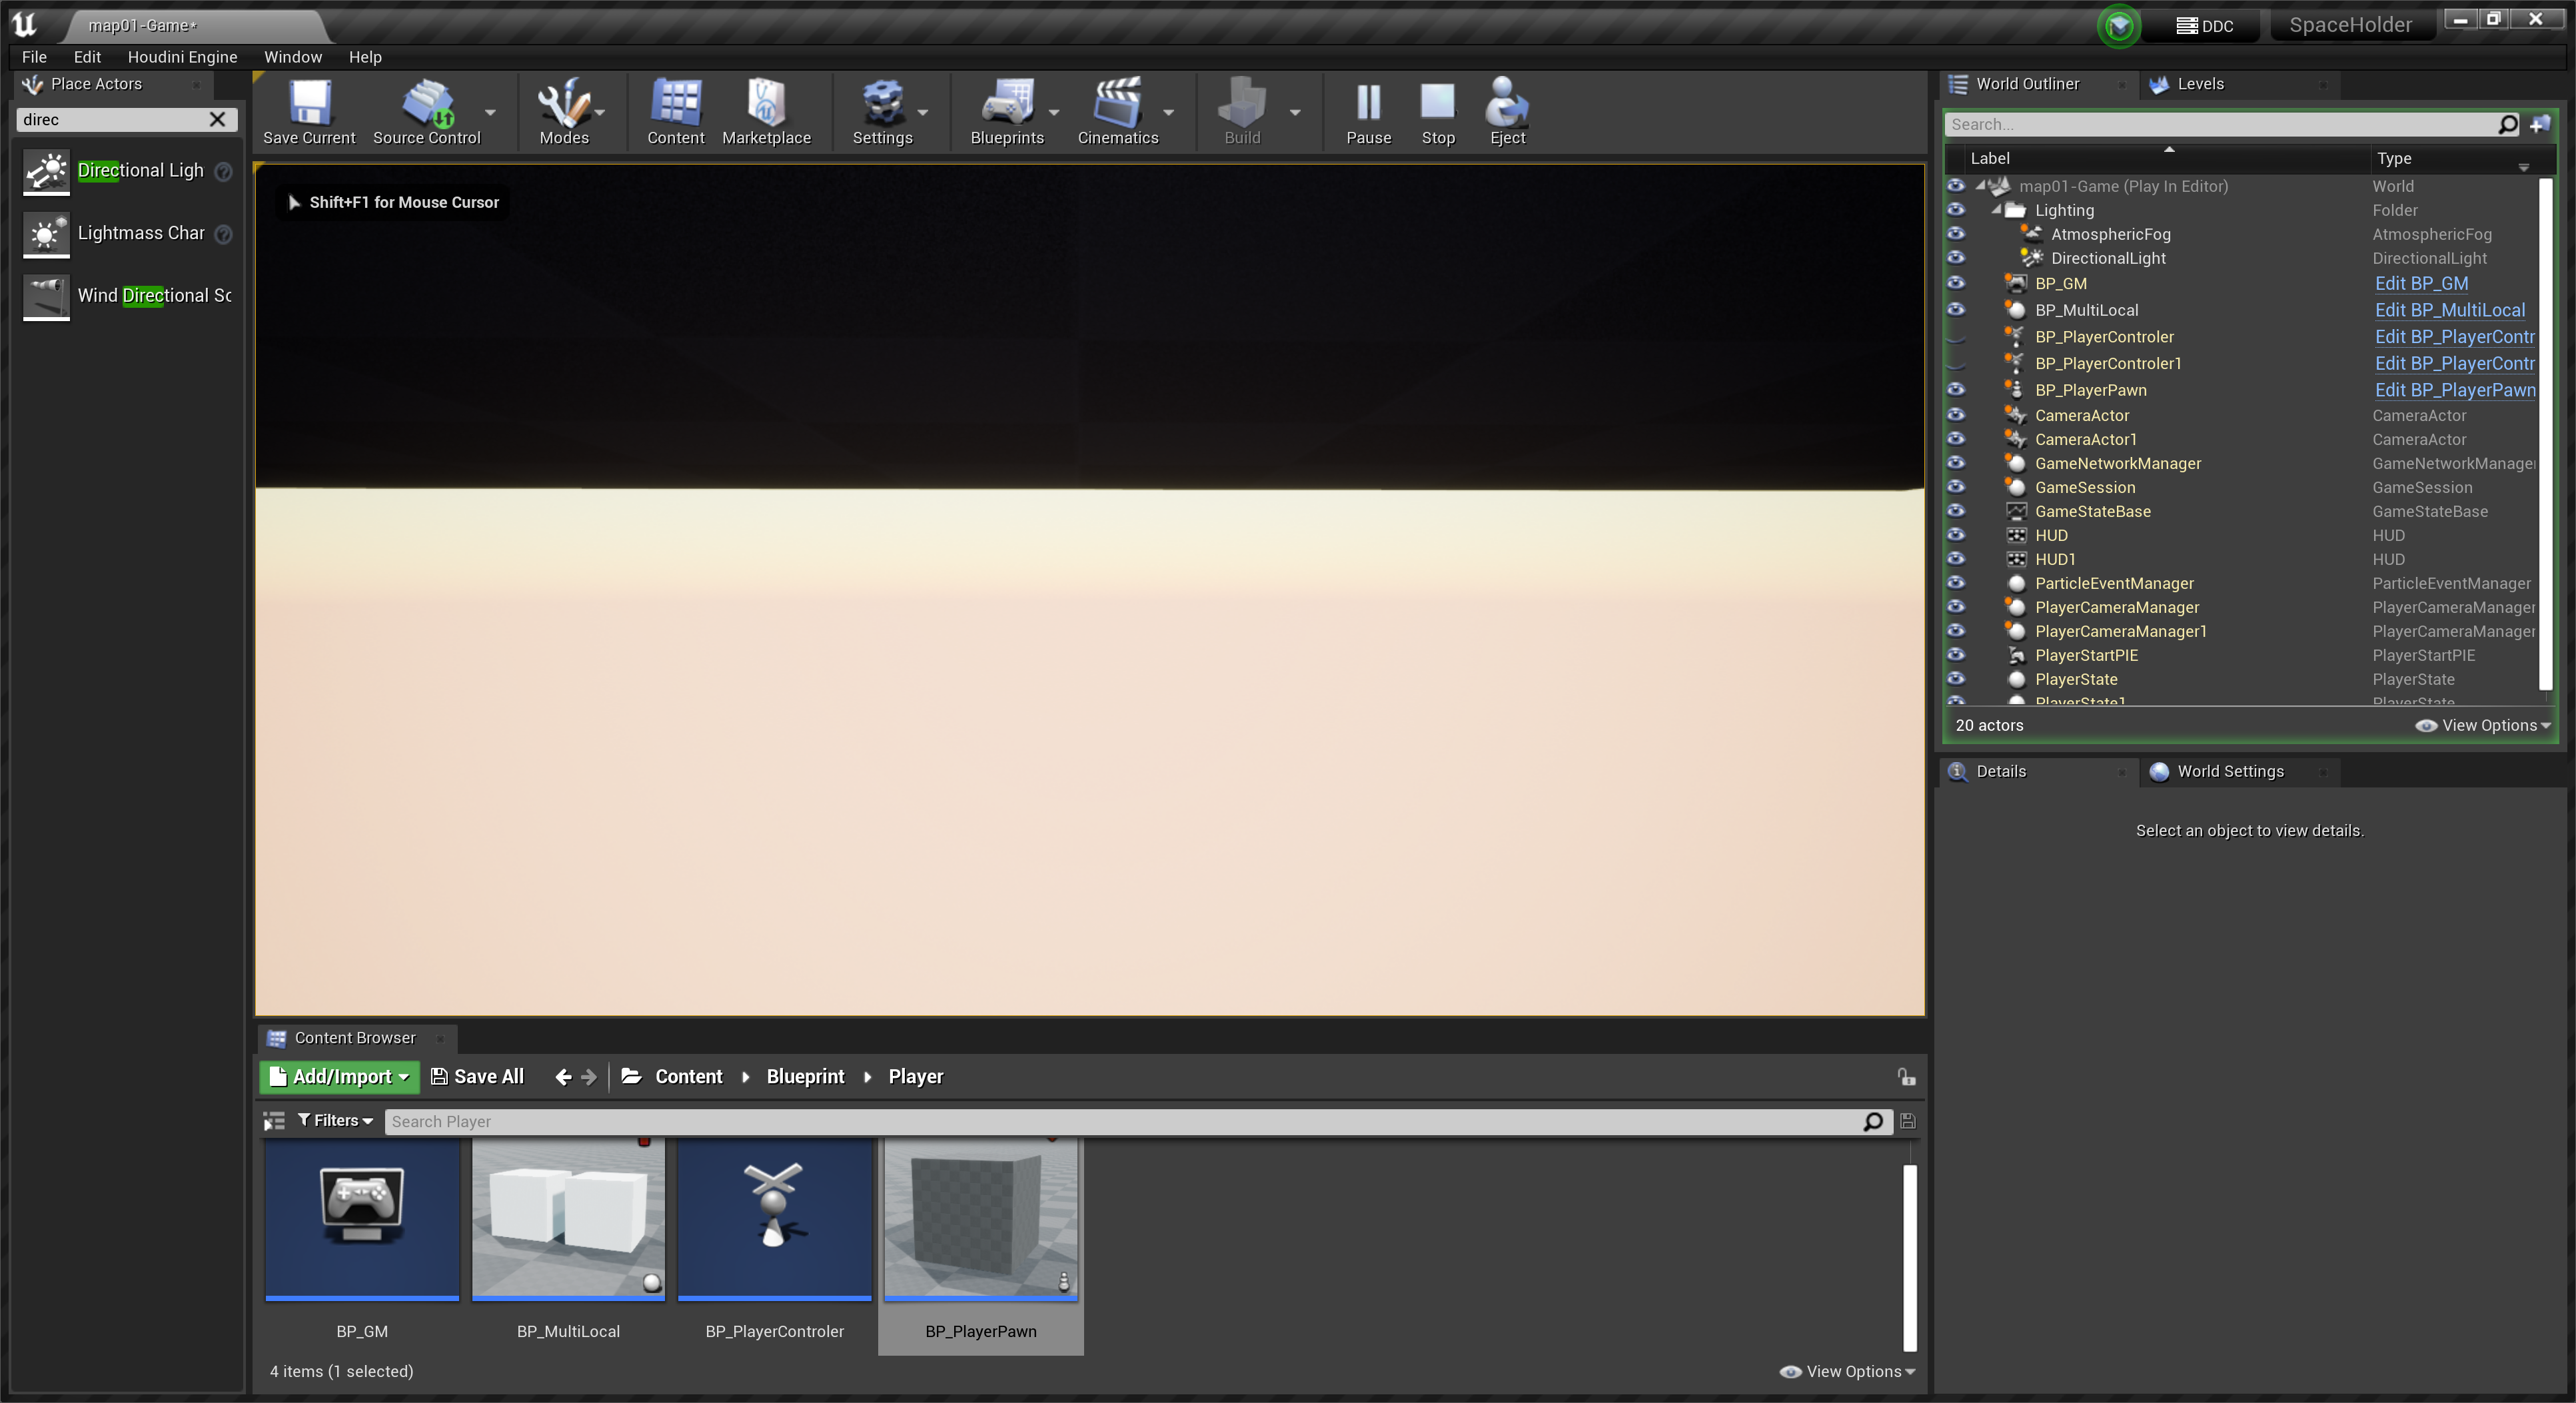 map01-Game*
DDC
SpaceHolder
File Edit Houdini Engine Window Help
Place Actors
direc
Directional Ligh
Lightmass Char
Wind Directional Sc
Save Current
Source Control
Modes
Content
Marketplace
Settings
Blueprints
Cinematics
Build
Pause
Stop
Eject
Shift+F1 for Mouse Cursor
World Outliner
Levels
Search...
Label Type
map01-Game (Play In Editor) World
Lighting Folder
AtmosphericFog AtmosphericFog
DirectionalLight DirectionalLight
BP_GM Edit BP_GM
BP_MultiLocal Edit BP_MultiLocal
BP_PlayerControler Edit BP_PlayerContr
BP_PlayerControler1 Edit BP_PlayerContr
BP_PlayerPawn Edit BP_PlayerPawn
CameraActor CameraActor
CameraActor1 CameraActor
GameNetworkManager GameNetworkManager
GameSession GameSession
GameStateBase GameStateBase
HUD HUD
HUD1 HUD
ParticleEventManager ParticleEventManager
PlayerCameraManager PlayerCameraManager
PlayerCameraManager1 PlayerCameraManager
PlayerStartPIE PlayerStartPIE
PlayerState PlayerState
PlayerState1 PlayerState
20 actors View Options
Details
World Settings
Select an object to view details.
Content Browser
Add/Import Save All Content Blueprint Player
Filters Search Player
BP_GM
BP_MultiLocal
BP_PlayerControler
BP_PlayerPawn
4 items (1 selected) View Options